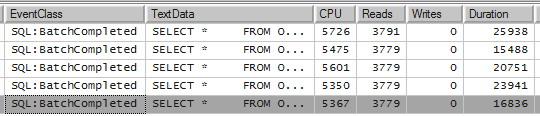 EventClass TextData CPU Reads Writes Duration
SQL:BatchCompleted SELECT * FROM O... 5726 3791 0 25938
SQL:BatchCompleted SELECT * FROM O... 5475 3779 0 15488
SQL:BatchCompleted SELECT * FROM O... 5601 3779 0 20751
SQL:BatchCompleted SELECT * FROM O... 5350 3779 0 23941
SQL:BatchCompleted SELECT * FROM O... 5367 3779 0 16836